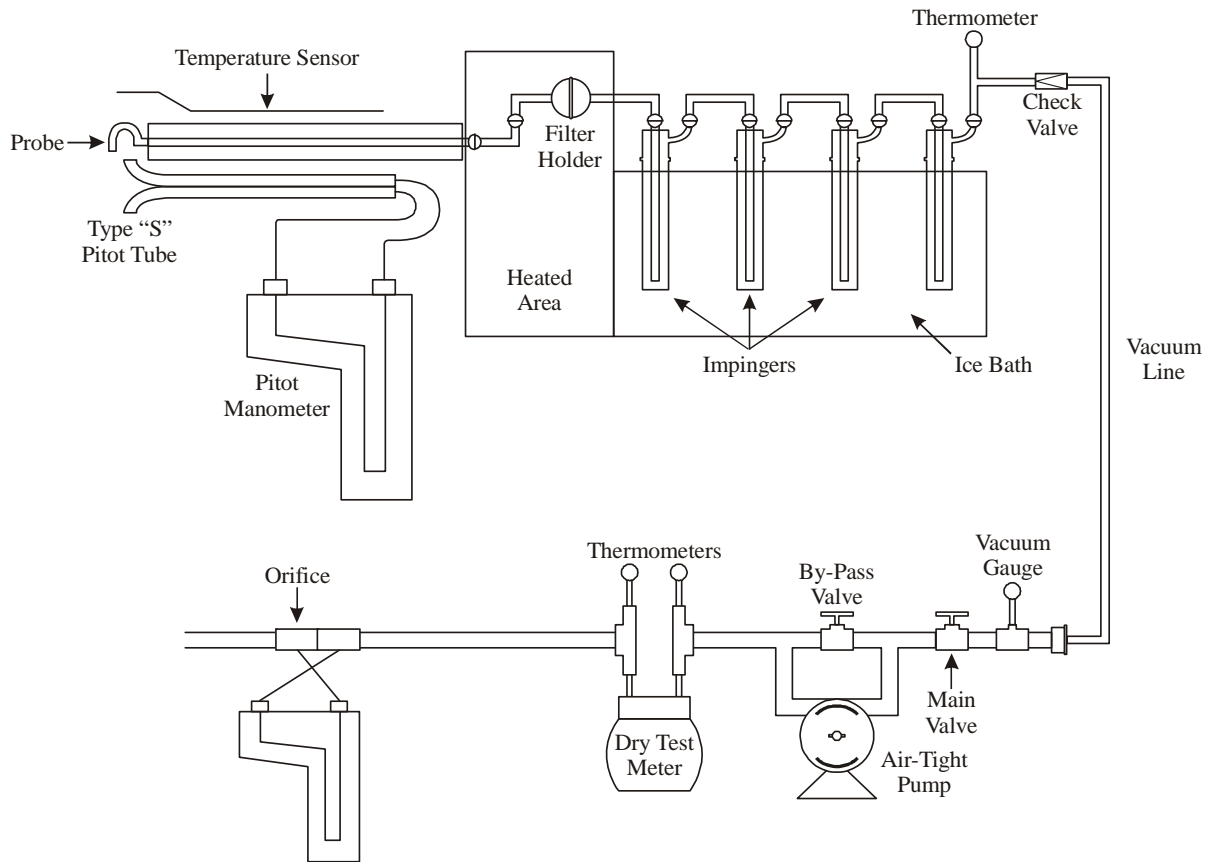 Thermometer
Temperature Sensor
Check
Valve
Probe
Filter
Holder
Type “S”
Pitot Tube
Heated
Area
Impingers
Ice Bath
Vacuum
Line
Pitot
Manometer
Thermometers
Vacuum
Gauge
By-Pass
Valve
Orifice
Main
Valve
Dry Test
Meter
Air-Tight
Pump